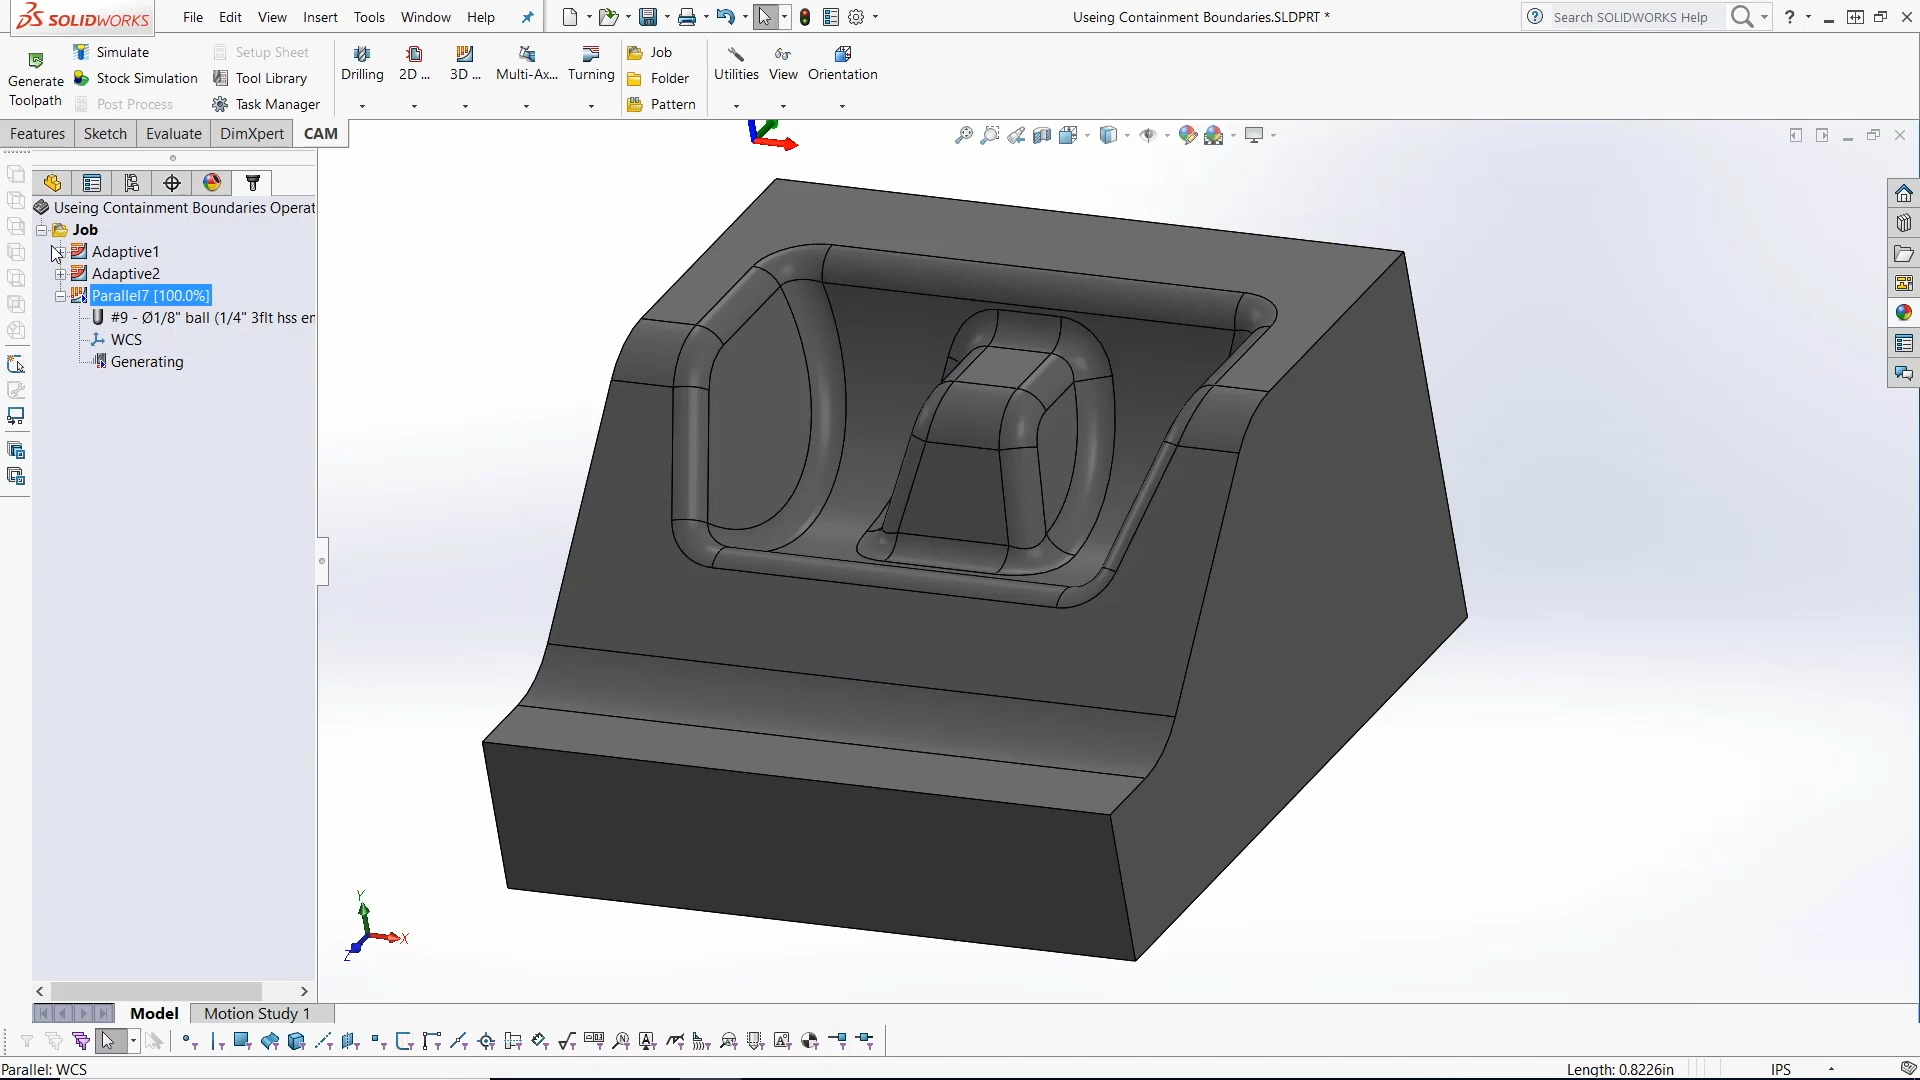 SOLIDWORKS
File Edit View Insert Tools Window Help
Useing Containment Boundaries.SLDPRT *
Search SOLIDWORKS Help
?
Generate Toolpath
Simulate
Stock Simulation
Post Process
Setup Sheet
Tool Library
Task Manager
Drilling
2D ...
3D ...
Multi-Ax...
Turning
Job
Folder
Pattern
Utilities
View
Orientation
Features Sketch Evaluate DimXpert CAM
Useing Containment Boundaries Operat
Job
Adaptive1
Adaptive2
Parallel7 [100.0%]
#9 - Ø1/8" ball (1/4" 3flt hss en
WCS
Generating
Y
X
Z
Model Motion Study 1
Parallel: WCS
Length: 0.8226in
IPS